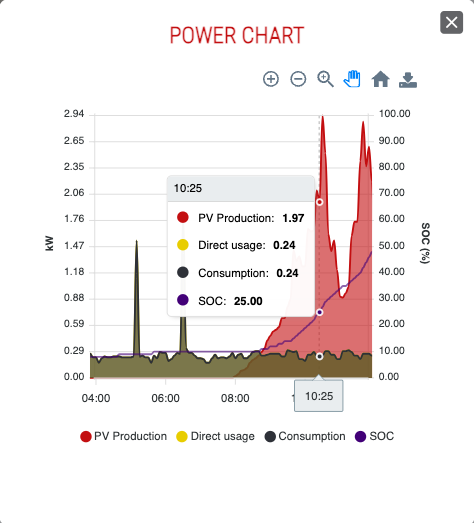 POWER CHART
2.94
2.65
2.35
2.06
1.76
1.47
1.18
0.88
0.59
0.29
0.00
kW
100.00
90.00
80.00
70.00
60.00
50.00
40.00
30.00
20.00
10.00
0.00
SOC (%)
10:25
PV Production: 1.97
Direct usage: 0.24
Consumption: 0.24
SOC: 25.00
04:00 06:00 08:00
10:25
PV Production Direct usage Consumption SOC